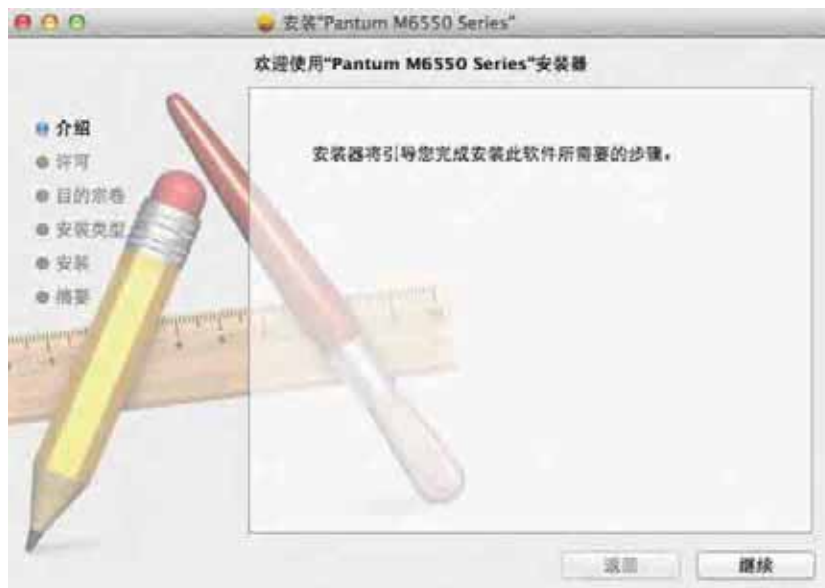 安装“Pantum M6550 Series”
欢迎使用“Pantum M6550 Series”安装器
介绍
许可
目的宗卷
安装类型
安装
摘要
安装器将引导您完成安装此软件所需要的步骤。
返回
继续